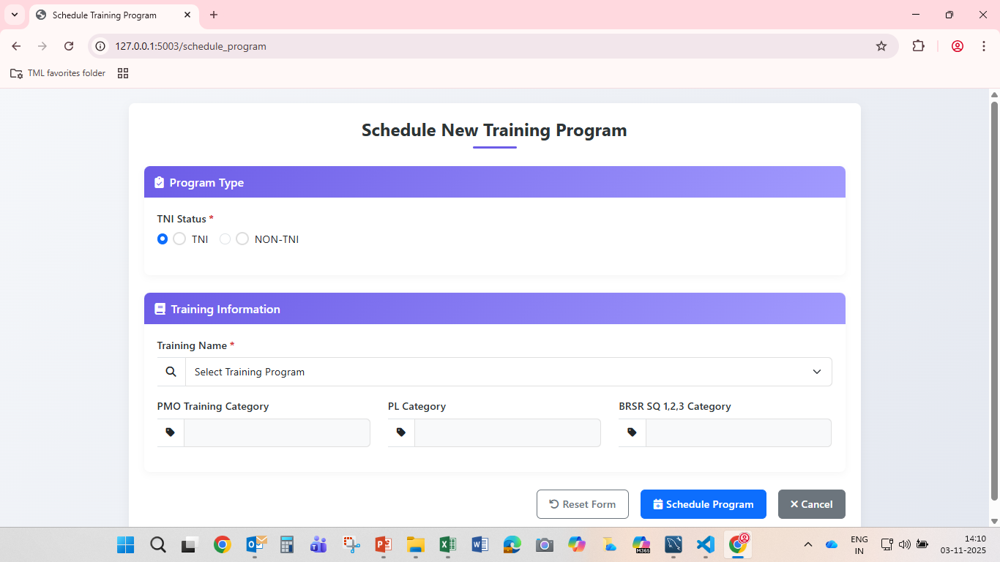 Schedule Training Program
127.0.0.1:5003/schedule_program
TML favorites folder
Schedule New Training Program
Program Type
TNI Status *
TNI NON-TNI
Training Information
Training Name *
Select Training Program
PMO Training Category PL Category BRSR SQ 1,2,3 Category
Reset Form Schedule Program Cancel
ENG
IN
14:10
03-11-2025
M365